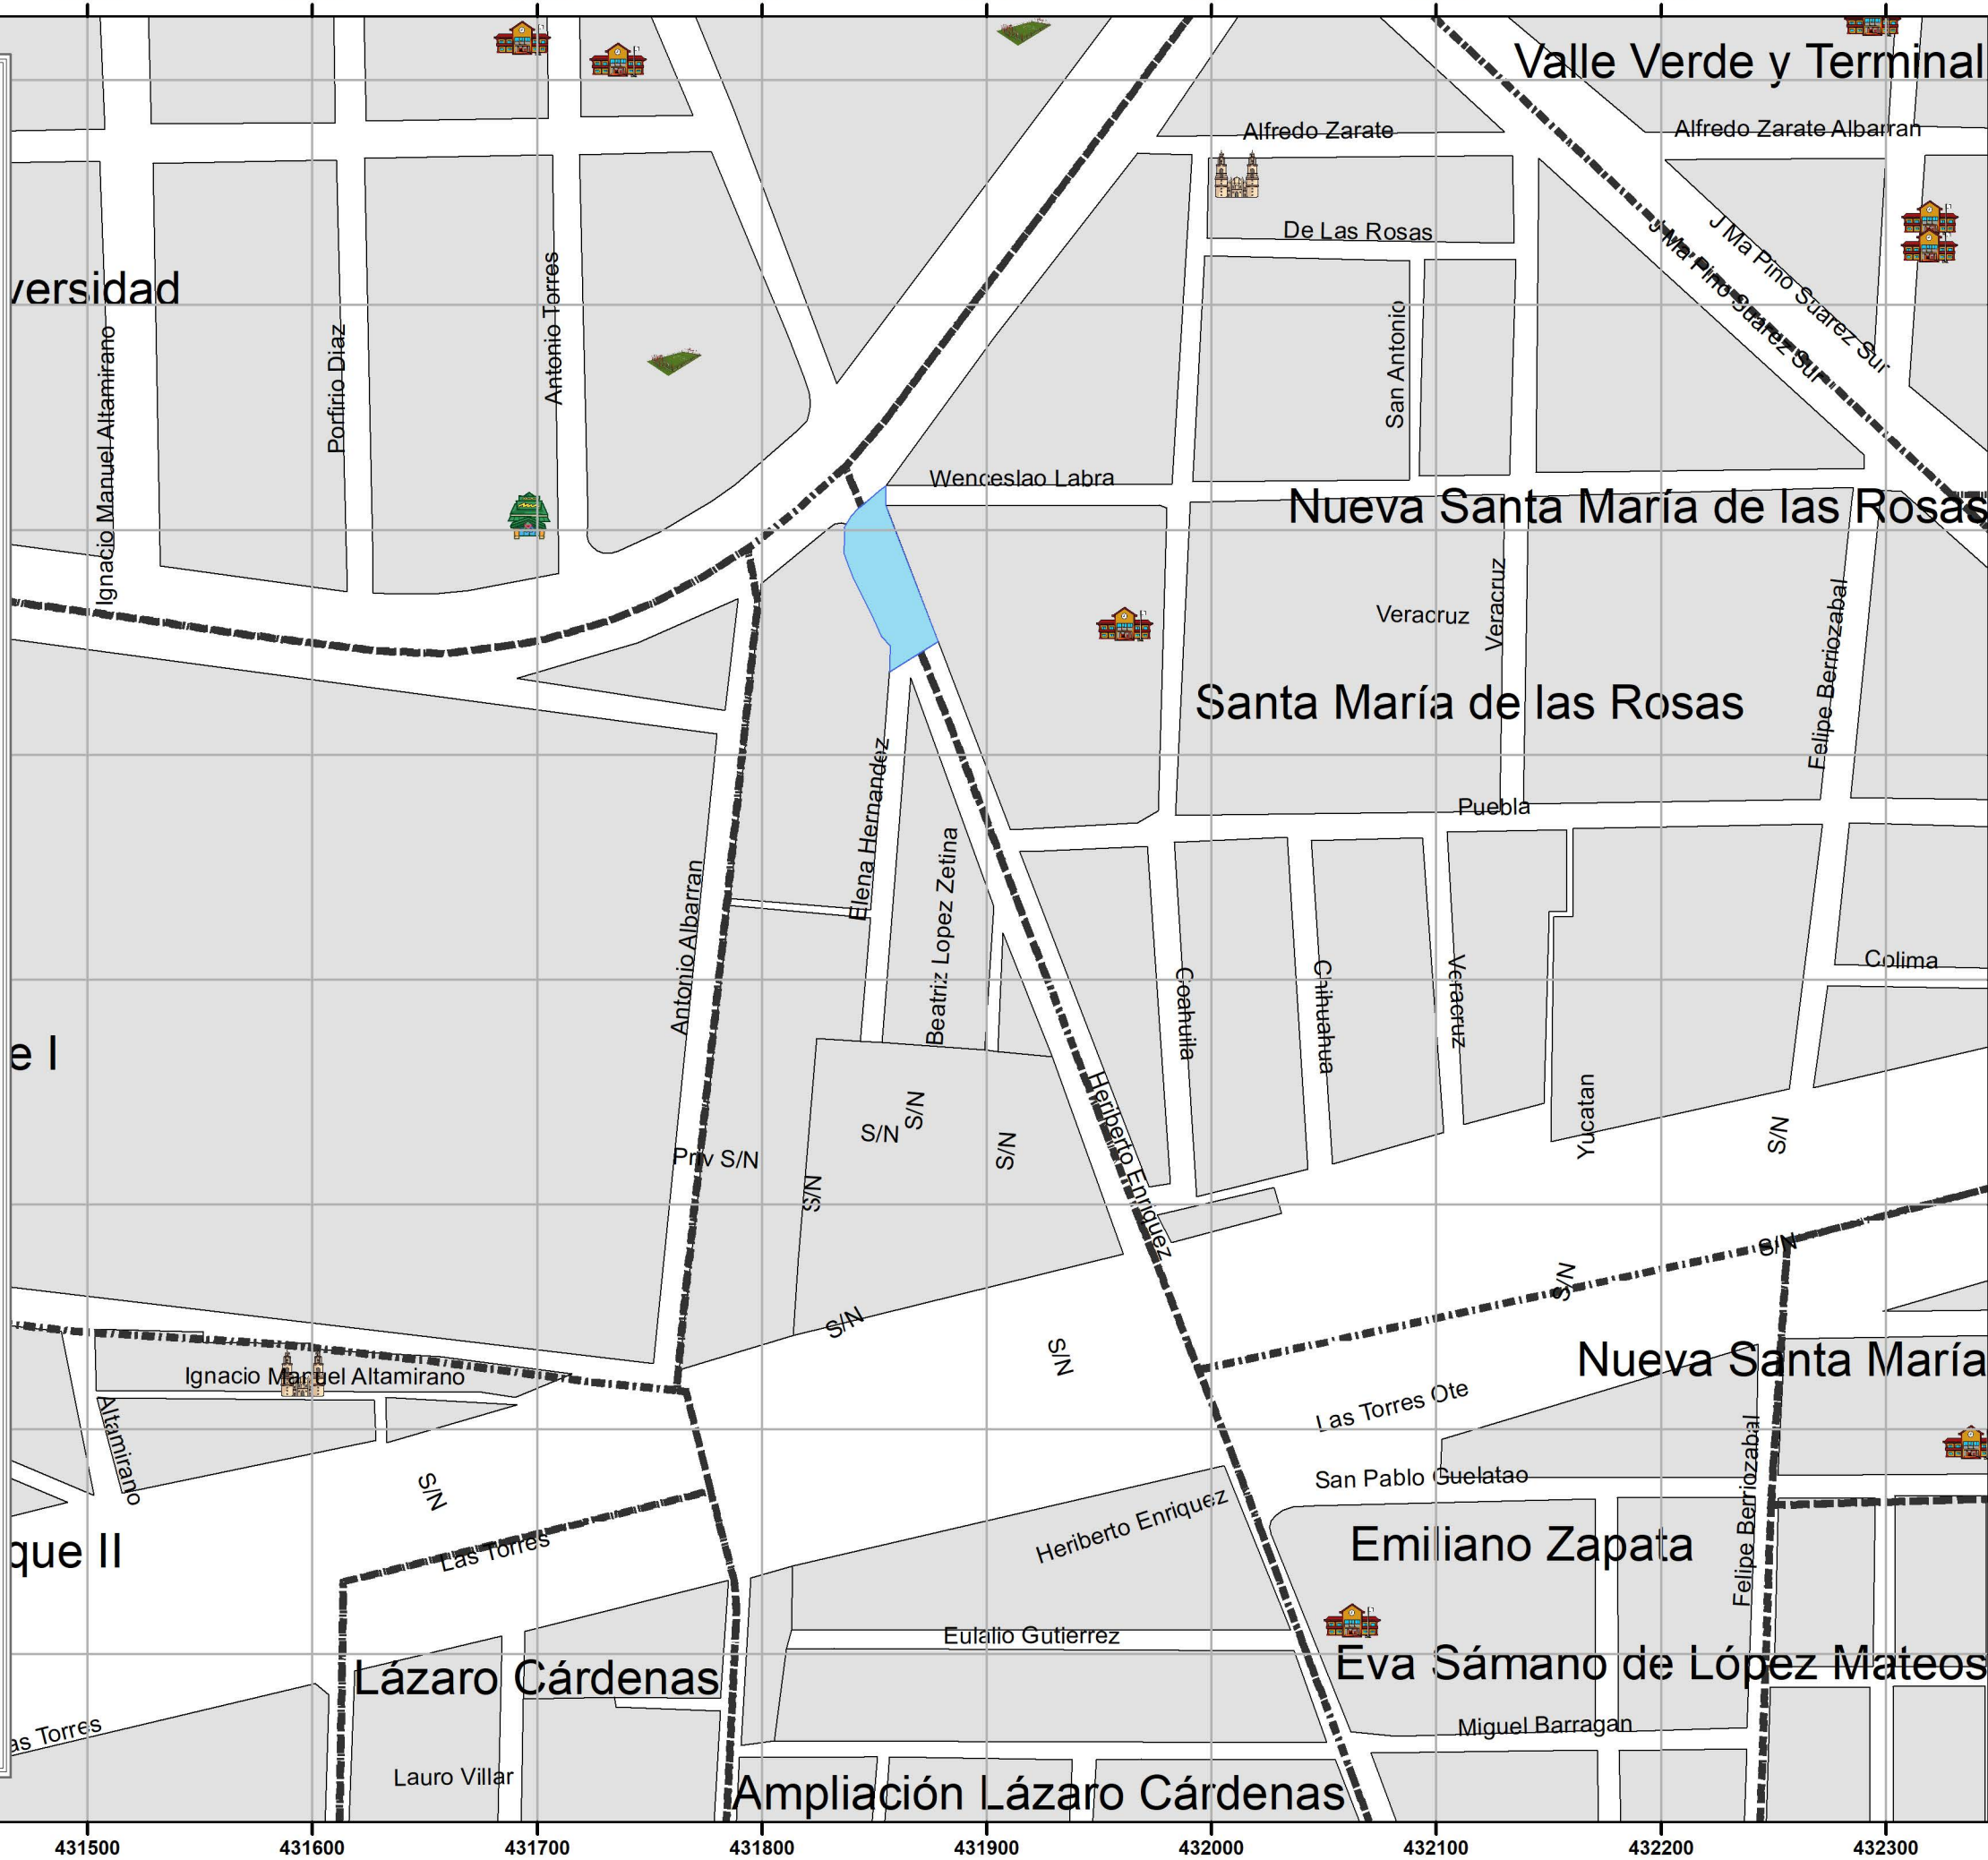 Valle Verde y Terminal
Alfredo Zarate
Alfredo Zarate Albarran
De Las Rosas
J Ma Pino Suarez Sur
J Ma Pino Suarez Sur
versidad
Ignacio Manuel Altamirano
Porfirio Diaz
Antonio Torres
San Antonio
Wenceslao Labra
Nueva Santa María de las Rosas
Veracruz
Veracruz
Felipe Berriozabal
Santa María de las Rosas
Elena Hernandez
Puebla
Antonio Albarran
Beatriz Lopez Zetina
Colima
Coahuila
Chihuahua
Veracruz
e I
Heriberto Enriquez
Yucatan
S/N
S/N
S/N
S/N
Priv S/N
S/N
S/N
S/N
S/N
S/N
Nueva Santa María
Ignacio Manuel Altamirano
Altamirano
Las Torres Ote
San Pablo Guelatao
Felipe Berriozabal
S/N
Heriberto Enriquez
que II
Las Torres
Emiliano Zapata
Eulalio Gutierrez
Eva Sámano de López Mateos
Lázaro Cárdenas
as Torres
Miguel Barragan
Lauro Villar
Ampliación Lázaro Cárdenas
431500 431600 431700 431800 431900 432000 432100 432200 432300